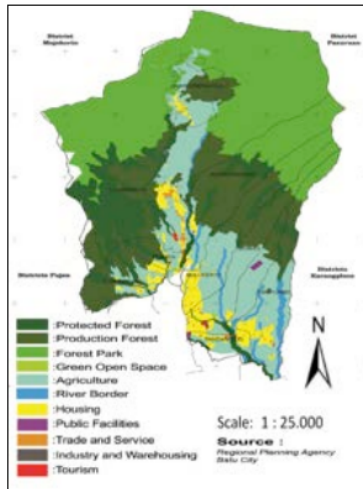 District
Mojokerto
District
Pasuruan
Districts Pujon
Districts
Karangploso
:Protected Forest
:Production Forest
:Forest Park
:Green Open Space
:Agriculture
:River Border
:Housing
:Public Facilities
:Trade and Service
:Industry and Warehousing
:Tourism
N
Scale: 1 : 25.000
Source :
Regional Planning Agency
Batu City